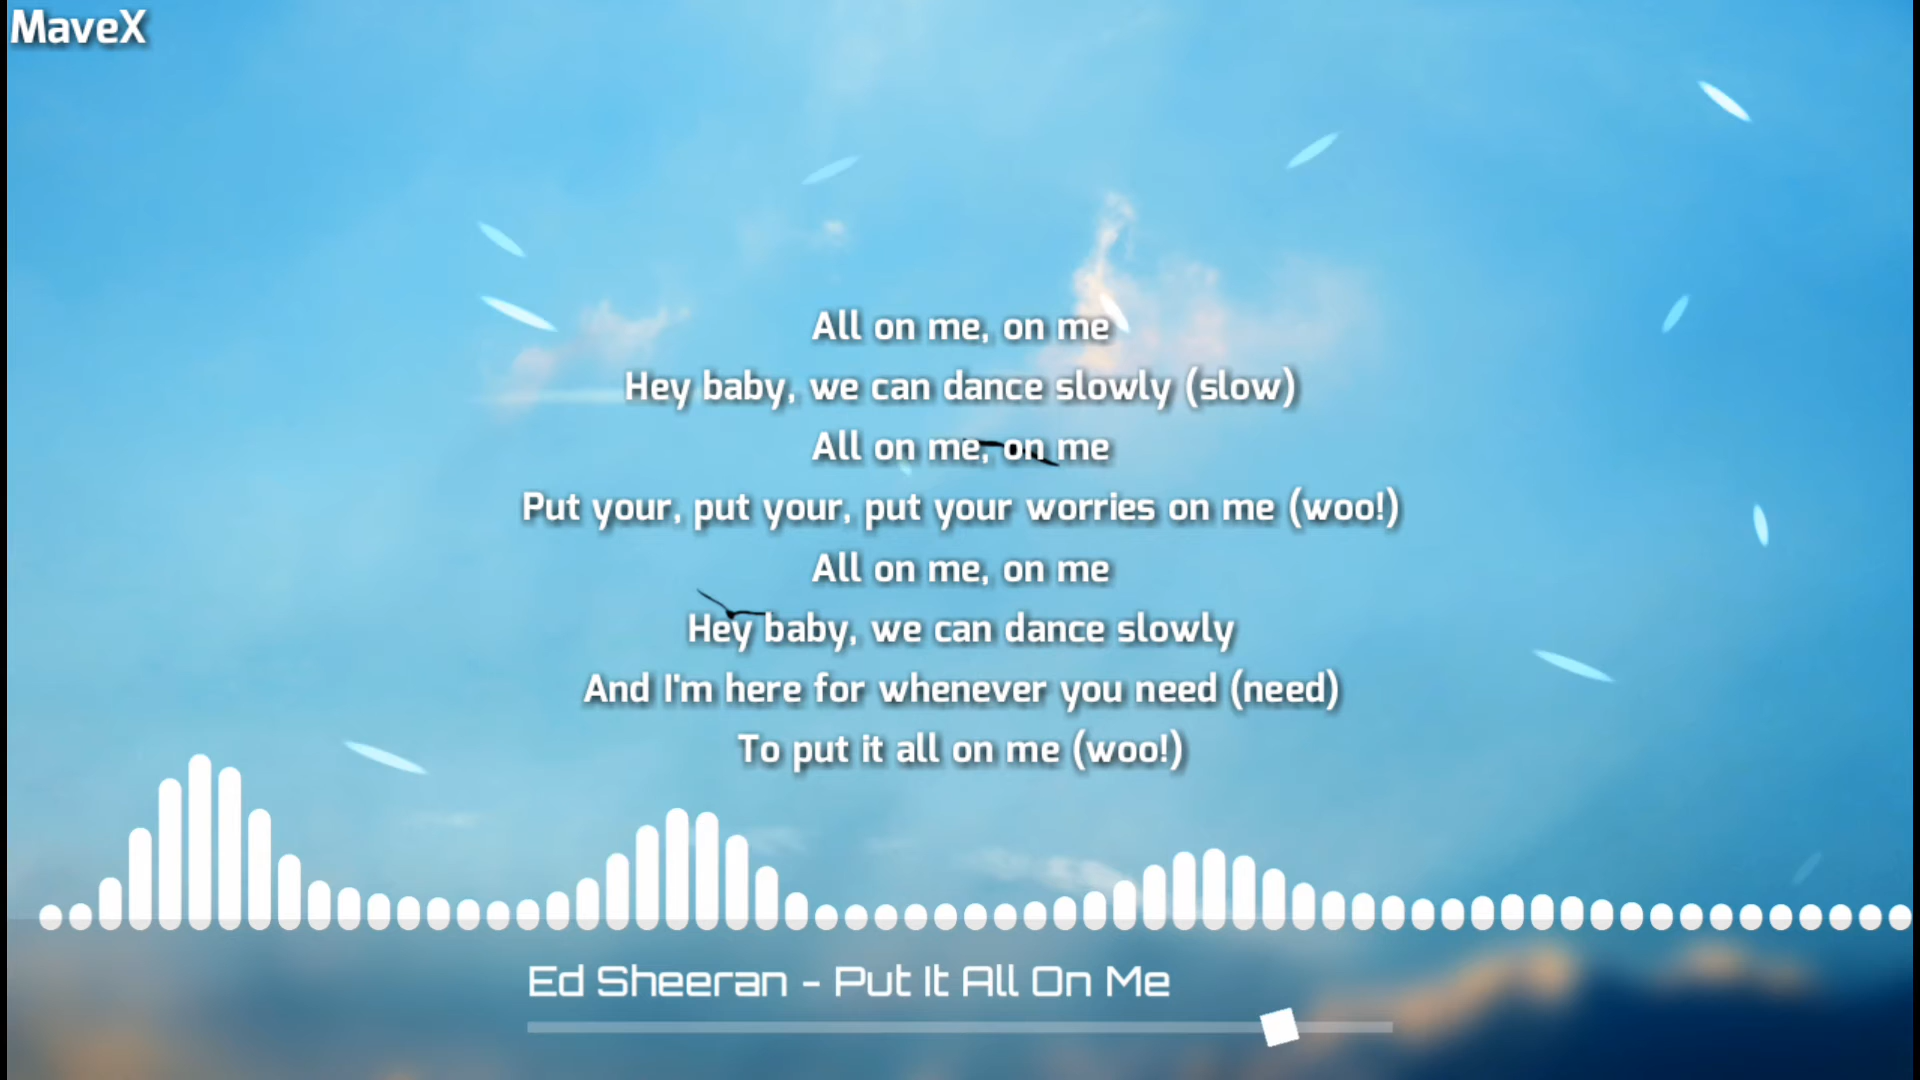 MaveX
All on me, on me
Hey baby, we can dance slowly (slow)
All on me, on me
Put your, put your, put your worries on me (woo!)
All on me, on me
Hey baby, we can dance slowly
And I'm here for whenever you need (need)
To put it all on me (woo!)
Ed Sheeran - Put It All On Me